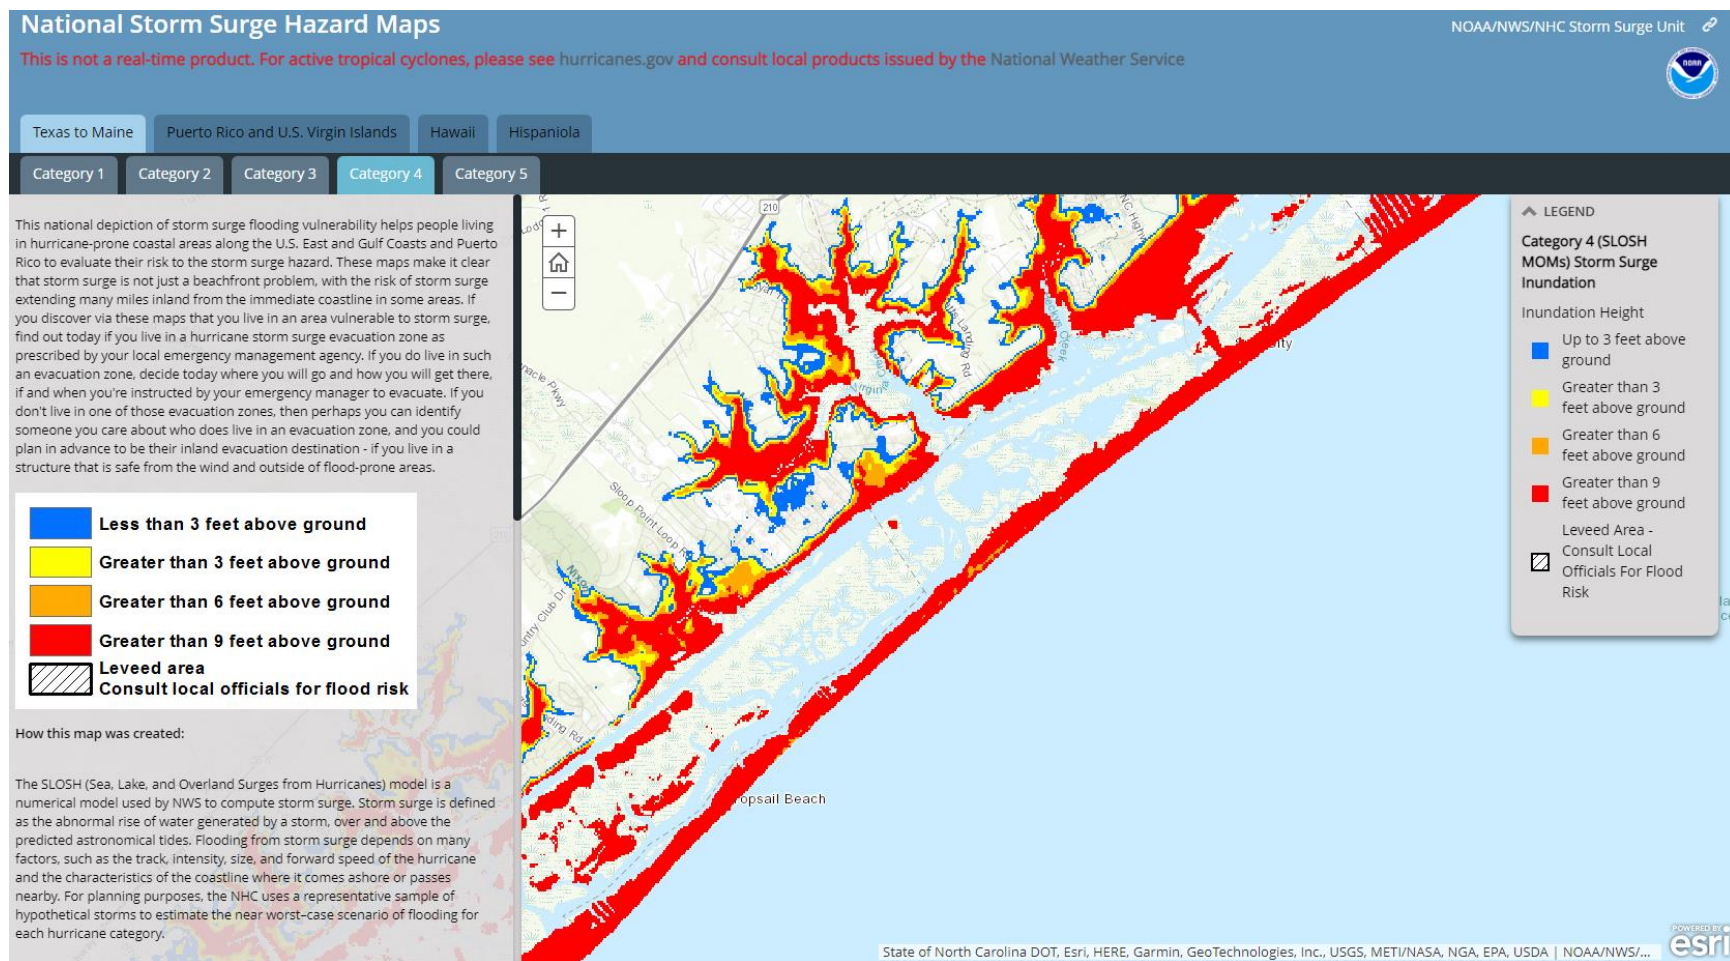 National Storm Surge Hazard Maps
NOAA/NWS/NHC Storm Surge Unit
This is not a real-time product. For active tropical cyclones, please see hurricanes.gov and consult local products issued by the National Weather Service
NOAA
Texas to Maine
Puerto Rico and U.S. Virgin Islands
Hawaii
Hispaniola
Category 1
Category 2
Category 3
Category 4
Category 5
This national depiction of storm surge flooding vulnerability helps people living
in hurricane-prone coastal areas along the U.S. East and Gulf Coasts and Puerto
Rico to evaluate their risk to the storm surge hazard. These maps make it clear
that storm surge is not just a beachfront problem, with the risk of storm surge
extending many miles inland from the immediate coastline in some areas. If
you discover via these maps that you live in an area vulnerable to storm surge,
find out today if you live in a hurricane storm surge evacuation zone as
prescribed by your local emergency management agency. If you do live in such
an evacuation zone, decide today where you will go and how you will get there,
if and when you're instructed by your emergency manager to evacuate. If you
don't live in one of those evacuation zones, then perhaps you can identify
someone you care about who does live in an evacuation zone, and you could
plan in advance to be their inland evacuation destination - if you live in a
structure that is safe from the wind and outside of flood-prone areas.
Less than 3 feet above ground
Greater than 3 feet above ground
Greater than 6 feet above ground
Greater than 9 feet above ground
Leveed area
Consult local officials for flood risk
How this map was created:
The SLOSH (Sea, Lake, and Overland Surges from Hurricanes) model is a
numerical model used by NWS to compute storm surge. Storm surge is defined
as the abnormal rise of water generated by a storm, over and above the
predicted astronomical tides. Flooding from storm surge depends on many
factors, such as the track, intensity, size, and forward speed of the hurricane
and the characteristics of the coastline where it comes ashore or passes
nearby. For planning purposes, the NHC uses a representative sample of
hypothetical storms to estimate the near worst–case scenario of flooding for
each hurricane category.
+
−
210
NC Highw
nacle Pkwy
Virginia Creek
Landing Rd
Sloop Point Loop R
Nixo
untry Club Dr
ding Rd
ity
opsail Beach
LEGEND
Category 4 (SLOSH
MOMs) Storm Surge
Inundation
Inundation Height
Up to 3 feet above
ground
Greater than 3
feet above ground
Greater than 6
feet above ground
Greater than 9
feet above ground
Leveed Area -
Consult Local
Officials For Flood
Risk
State of North Carolina DOT, Esri, HERE, Garmin, GeoTechnologies, Inc., USGS, METI/NASA, NGA, EPA, USDA | NOAA/NWS/...
POWERED BY
esri